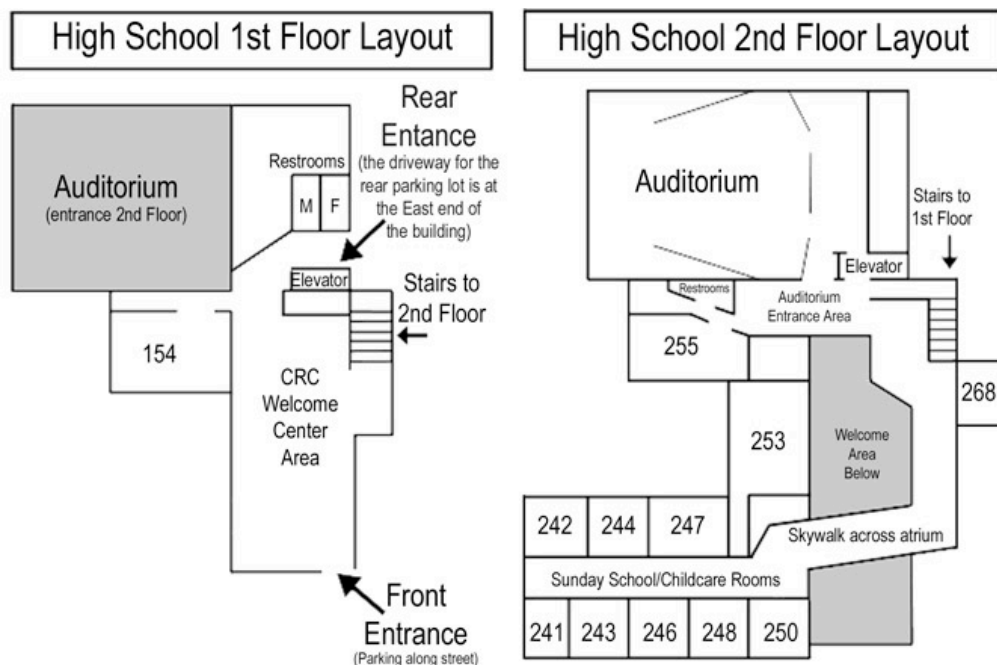 High School 1st Floor Layout
Rear
Entance
(the driveway for the
rear parking lot is at
the East end of
the building)
Restrooms
M F
Auditorium
(entrance 2nd Floor)
Elevator
Stairs to
2nd Floor
154
CRC
Welcome
Center
Area
Front
Entrance
(Parking along street)
High School 2nd Floor Layout
Auditorium
Stairs to
1st Floor
Elevator
Restrooms
Auditorium
Entrance Area
255
268
253
Welcome
Area
Below
242 244 247
Skywalk across atrium
Sunday School/Childcare Rooms
241 243 246 248 250